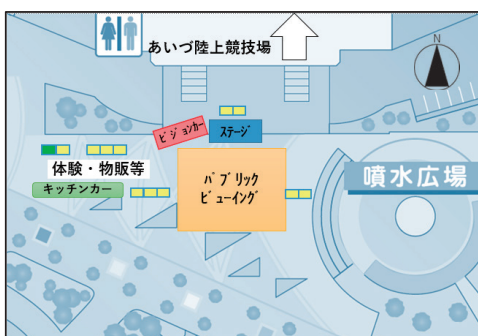 あいづ陸上競技場
N
ビジョンカー
ステージ
体験・物販等
キッチンカー
パブリック
ビューイング
噴水広場